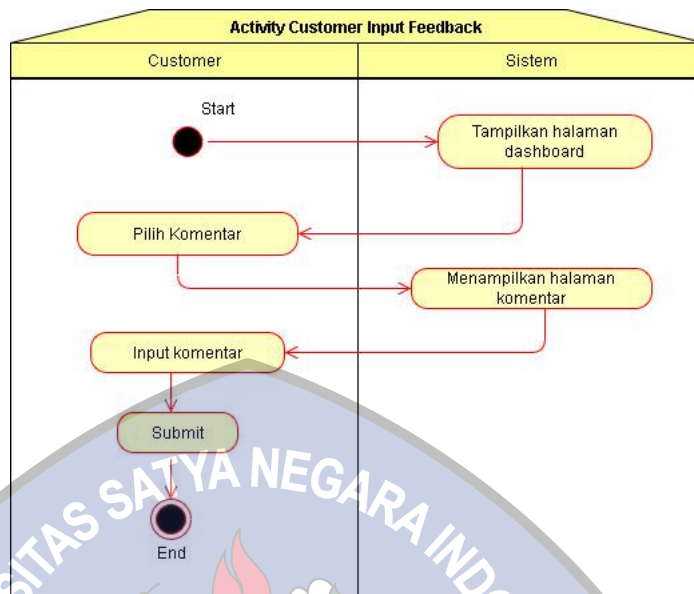 Activity Customer Input Feedback
Customer
Sistem
Start
Tampilkan halaman
dashboard
Pilih Komentar
Menampilkan halaman
komentar
Input komentar
Submit
End
SITAS SATYA NEGARA INDO